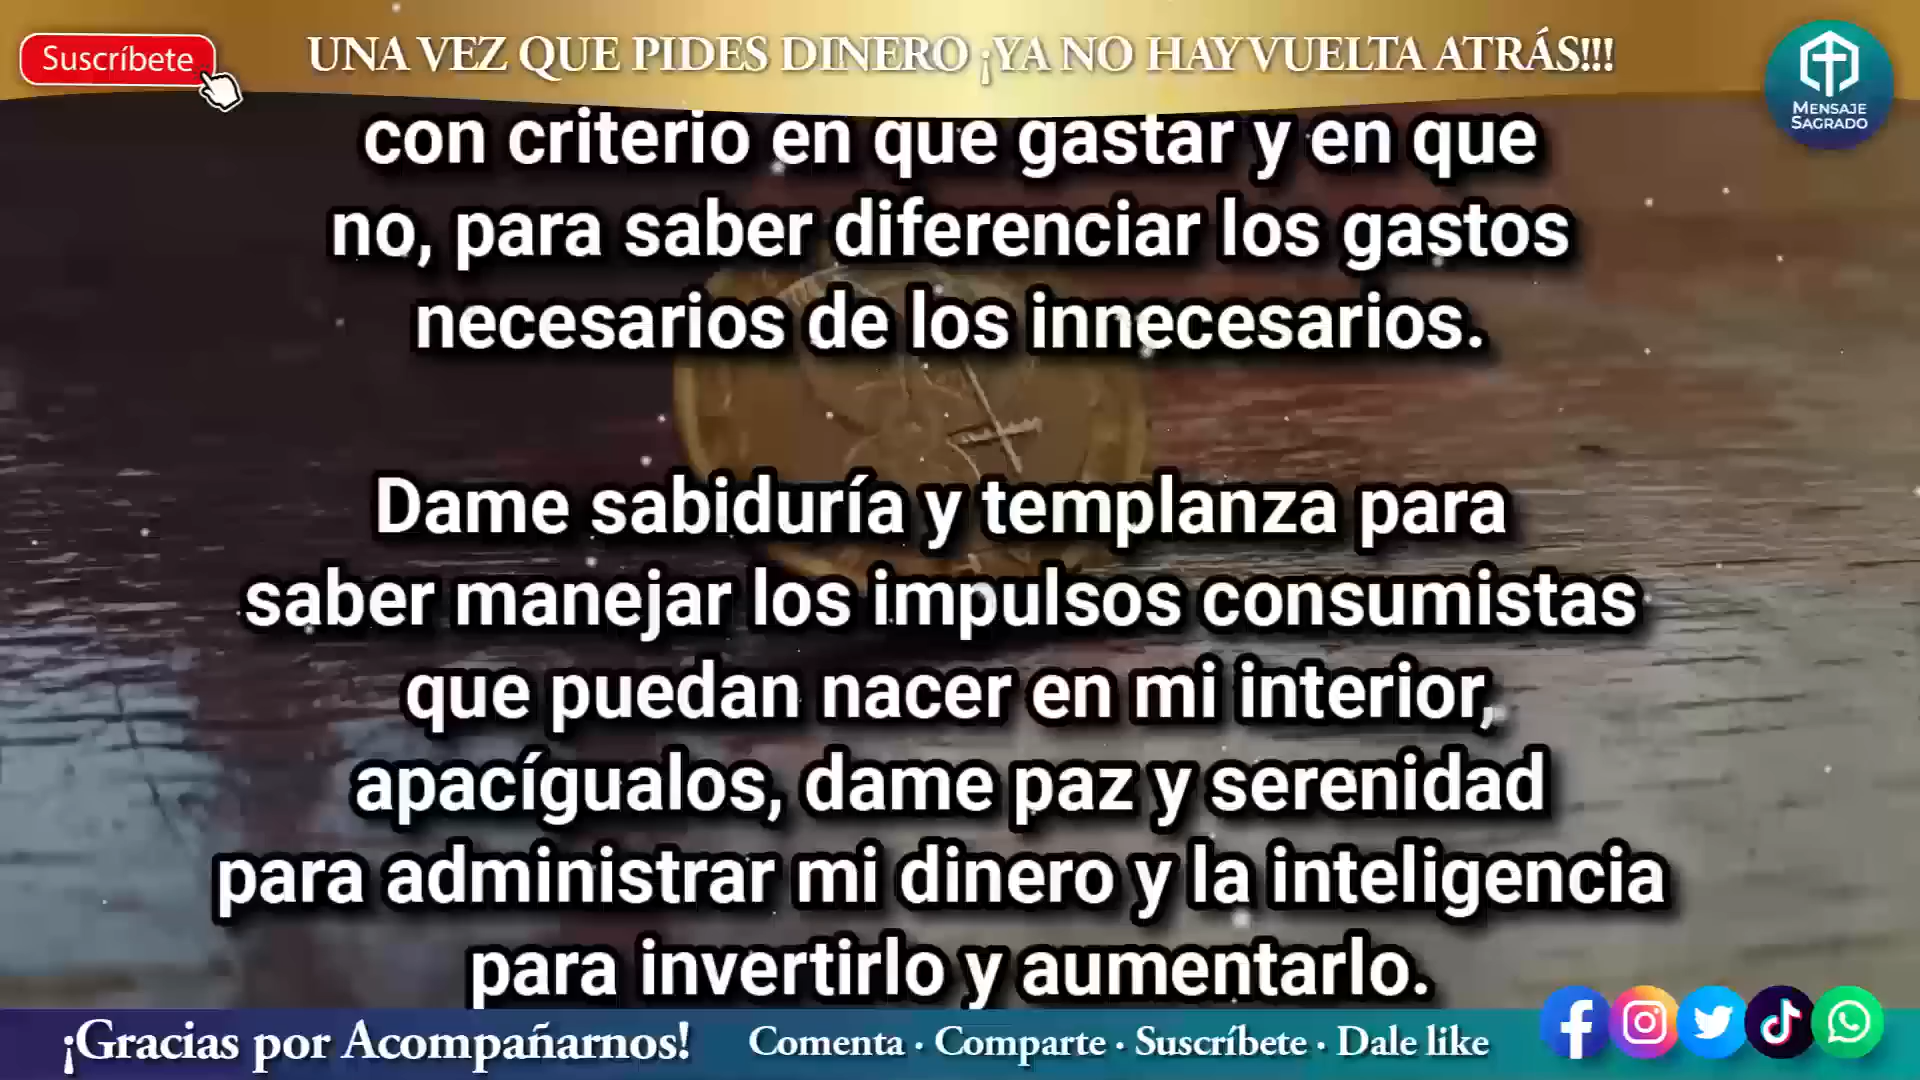 Suscríbete
UNA VEZ QUE PIDES DINERO ¡YA NO HAY VUELTA ATRÁS!!!
MENSAJE
SAGRADO
con criterio en que gastar y en que
no, para saber diferenciar los gastos
necesarios de los innecesarios.
Dame sabiduría y templanza para
saber manejar los impulsos consumistas
que puedan nacer en mi interior,
apacígualos, dame paz y serenidad
para administrar mi dinero y la inteligencia
para invertirlo y aumentarlo.
¡Gracias por Acompañarnos!
Comenta · Comparte · Suscríbete · Dale like